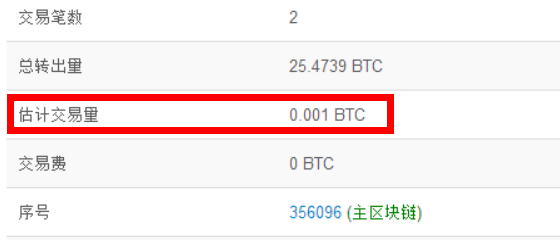 交易笔数 2
总转出量 25.4739 BTC
估计交易量 0.001 BTC
交易费 0 BTC
序号 356096 (主区块链)